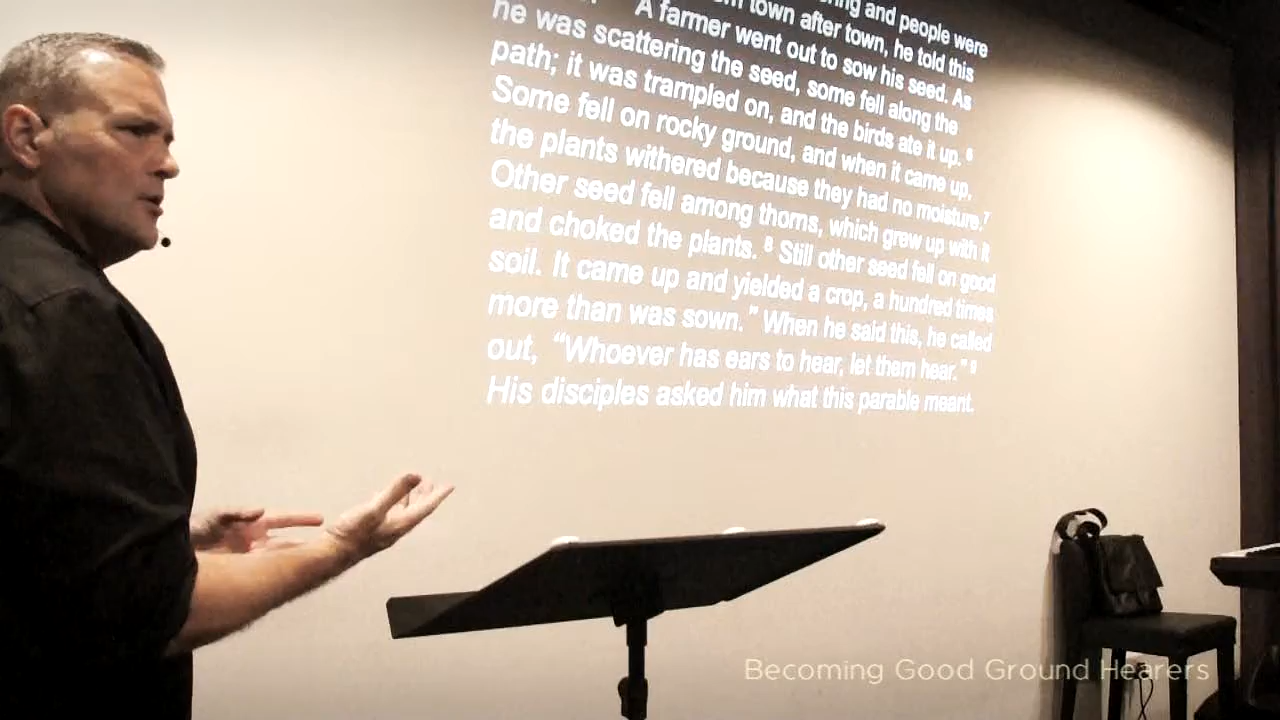 and people were
town after town, he told this
A farmer went out to sow his seed. As
he was scattering the seed, some fell along the
path; it was trampled on, and the birds ate it up. 6
Some fell on rocky ground, and when it came up,
the plants withered because they had no moisture. 7
Other seed fell among thorns, which grew up with it
and choked the plants. 8 Still other seed fell on good
soil. It came up and yielded a crop, a hundred times
more than was sown.” When he said this, he called
out, “Whoever has ears to hear, let them hear.” 9
His disciples asked him what this parable meant.
Becoming Good Ground Hearers